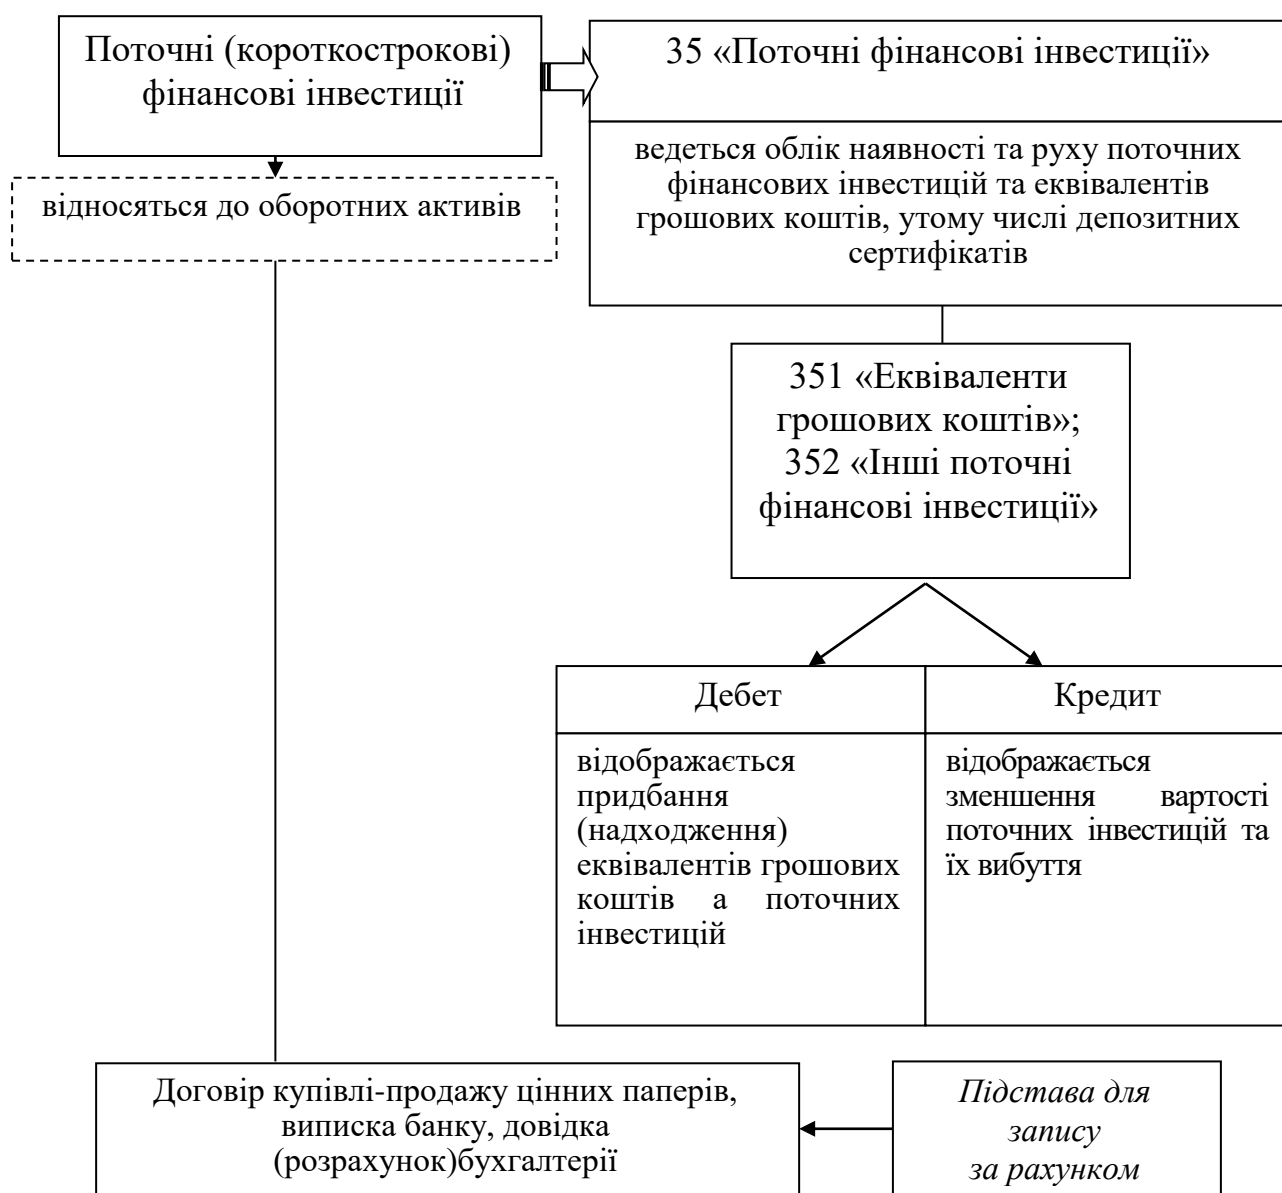 Поточні (короткострокові)
фінансові інвестиції
35 «Поточні фінансові інвестиції»
ведеться облік наявності та руху поточних
фінансових інвестицій та еквівалентів
грошових коштів, утому числі депозитних
сертифікатів
відносяться до оборотних активів
351 «Еквіваленти
грошових коштів»;
352 «Інші поточні
фінансові інвестиції»
Дебет
Кредит
відображається
придбання
(надходження)
еквівалентів грошових
коштів а поточних
інвестицій
відображається
зменшення вартості
поточних інвестицій та
їх вибуття
Договір купівлі-продажу цінних паперів,
виписка банку, довідка
(розрахунок)бухгалтерії
Підстава для
запису
за рахунком